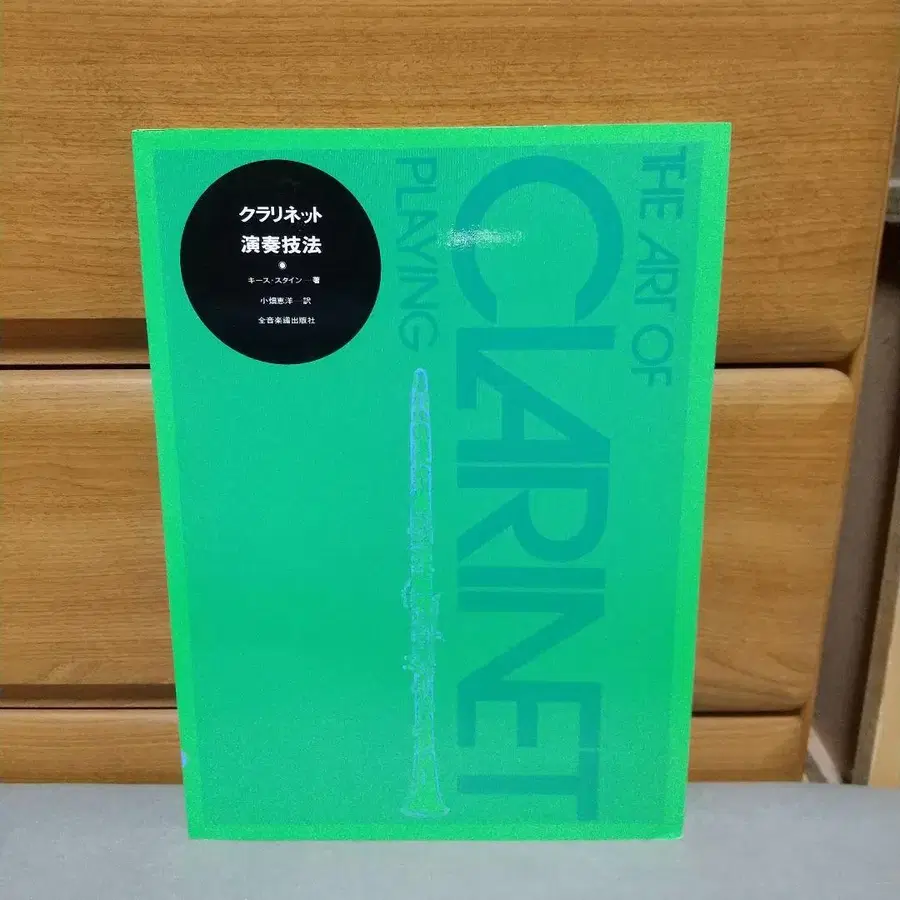 クラリネット
演奏技法
キース・スタイン―著
小畑恵洋―訳
全音楽譜出版社
THE ART OF
CLARINET
PLAYING